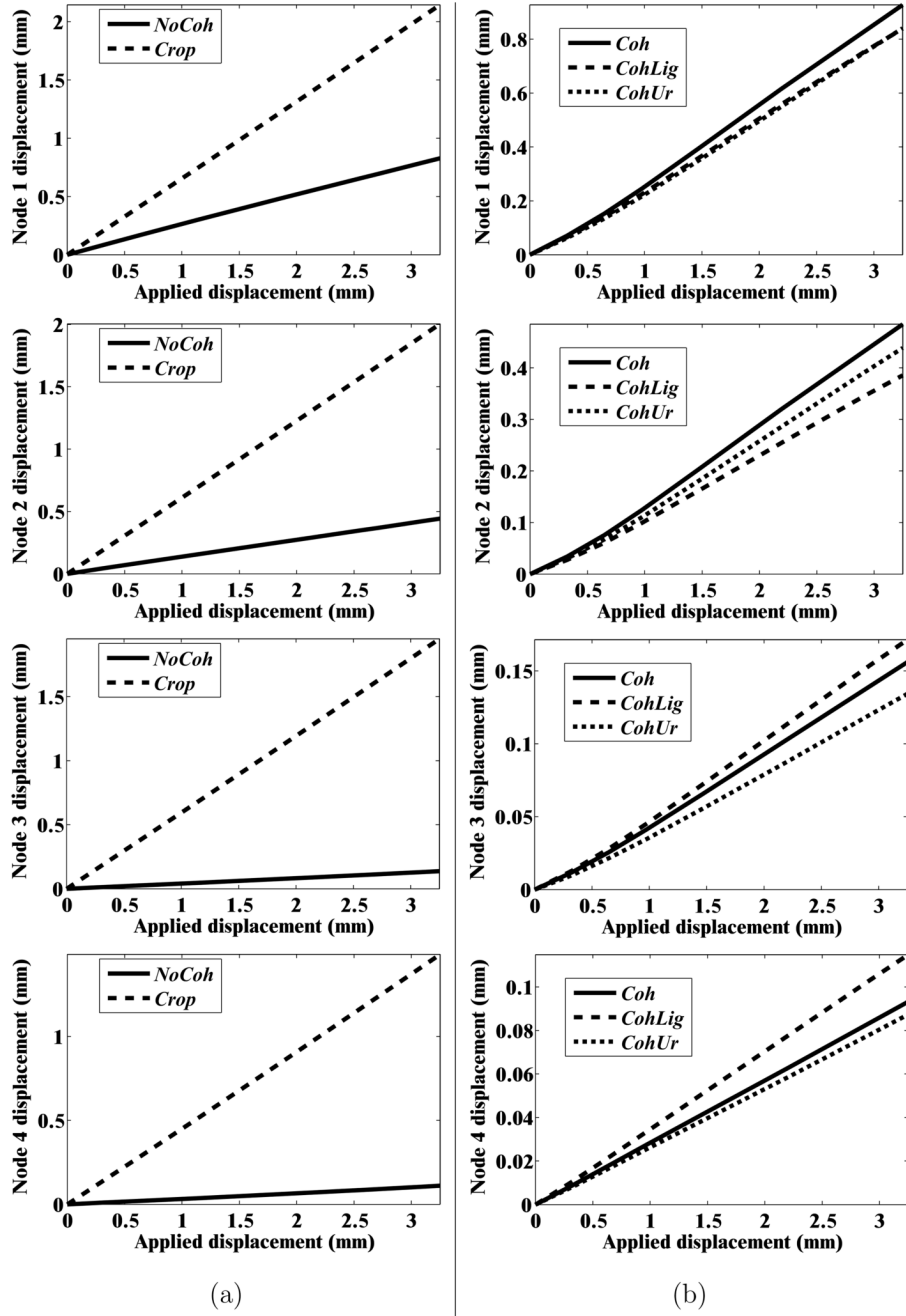 Node 1 displacement (mm)
2
1.5
1
0.5
0
NoCoh
Crop
0 0.5 1 1.5 2 2.5 3
Applied displacement (mm)
Node 1 displacement (mm)
0.8
0.6
0.4
0.2
0
Coh
CohLig
CohUr
0 0.5 1 1.5 2 2.5 3
Applied displacement (mm)
Node 2 displacement (mm)
2
1.5
1
0.5
0
NoCoh
Crop
0 0.5 1 1.5 2 2.5 3
Applied displacement (mm)
Node 2 displacement (mm)
0.4
0.3
0.2
0.1
0
Coh
CohLig
CohUr
0 0.5 1 1.5 2 2.5 3
Applied displacement (mm)
Node 3 displacement (mm)
1.5
1
0.5
0
NoCoh
Crop
0 0.5 1 1.5 2 2.5 3
Applied displacement (mm)
Node 3 displacement (mm)
0.15
0.1
0.05
0
Coh
CohLig
CohUr
0 0.5 1 1.5 2 2.5 3
Applied displacement (mm)
Node 4 displacement (mm)
1
0.5
0
NoCoh
Crop
0 0.5 1 1.5 2 2.5 3
Applied displacement (mm)
Node 4 displacement (mm)
0.1
0.08
0.06
0.04
0.02
0
Coh
CohLig
CohUr
0 0.5 1 1.5 2 2.5 3
Applied displacement (mm)
(a)
(b)